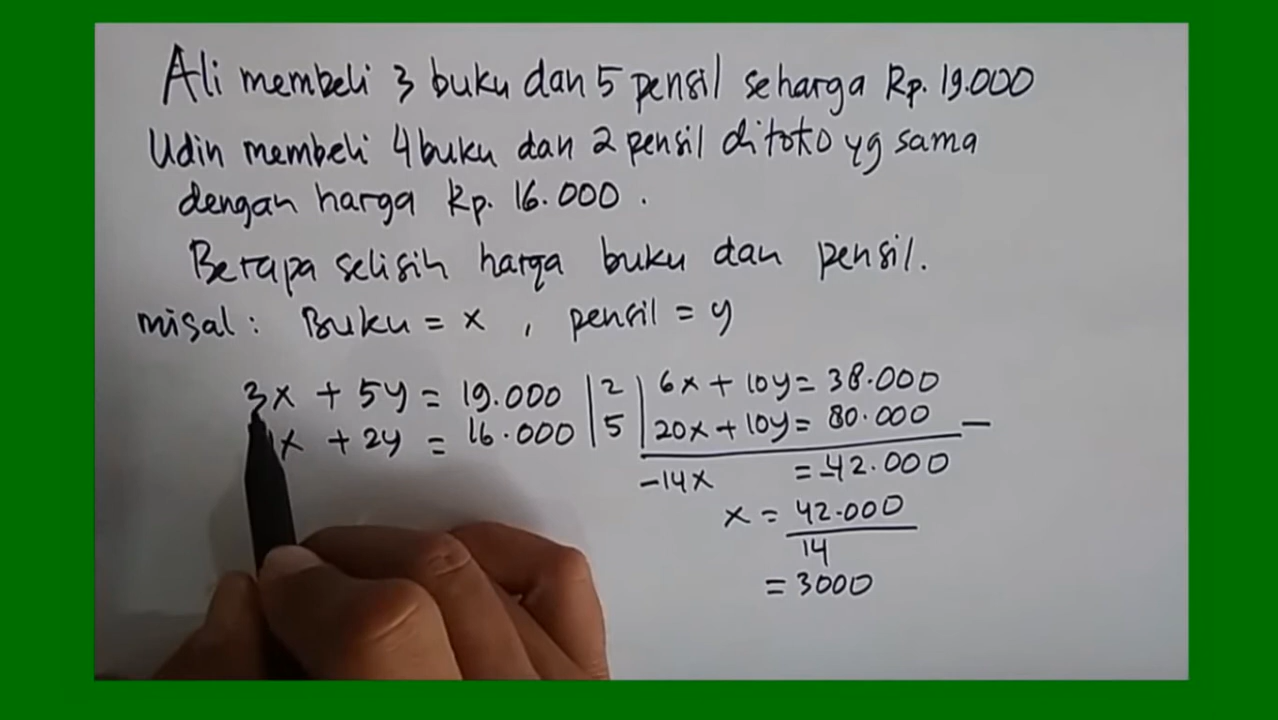 Ali membeli 3 buku dan 5 pensil seharga Rp. 19.000
Udin membeli 4 buku dan 2 pensil ditoko yg sama
dengan harga Rp. 16.000 .
Berapa selisih harga buku dan pensil.
misal : Buku = x , pensil = y
3x + 5y = 19.000 | 2 | 6x + 10y = 38.000
x + 2y = 16.000 | 5 | 20x + 10y = 80.000 —
-14x = -42.000
x = 42.000
14
= 3000